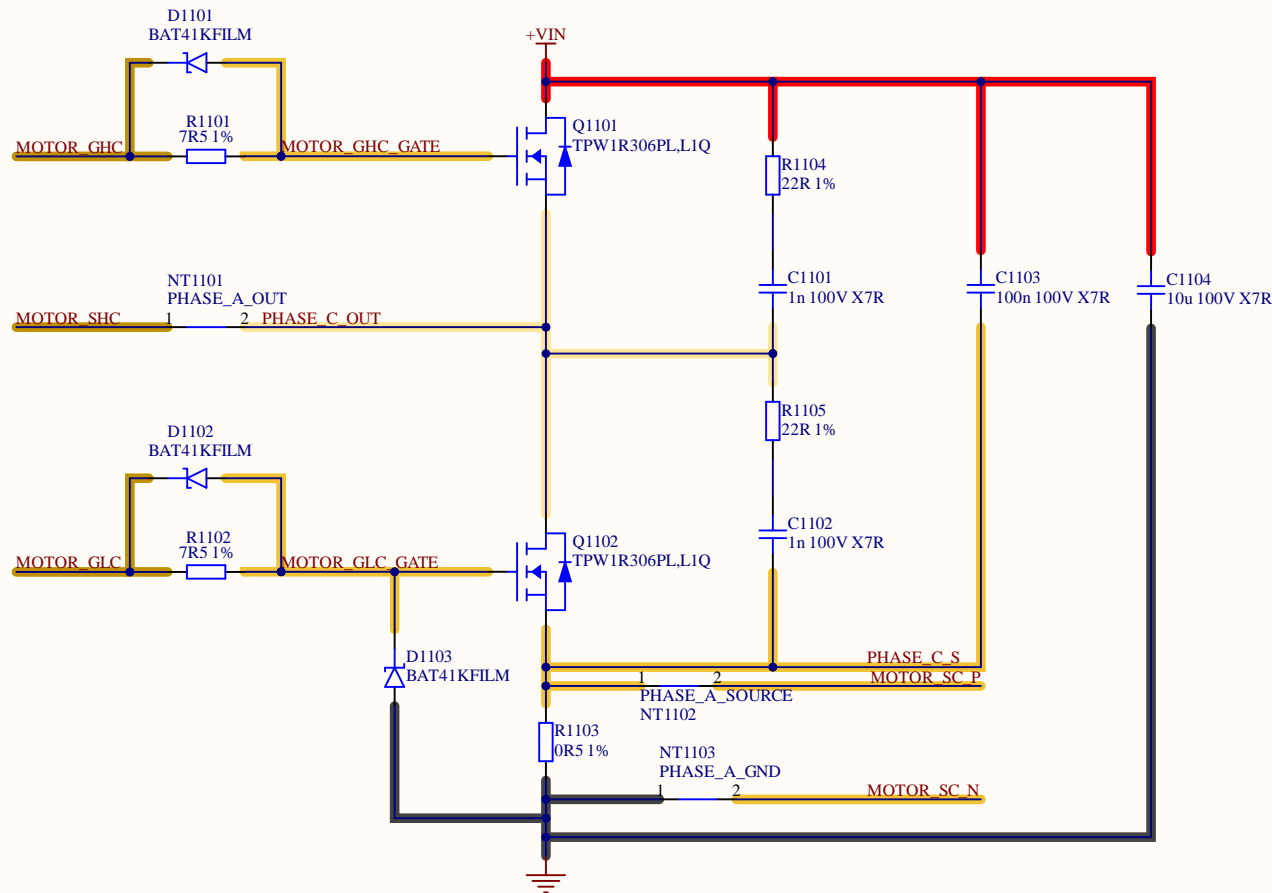 D1101
BAT41KFILM
+VIN
R1101
7R5 1%
MOTOR_GHC
MOTOR_GHC_GATE
Q1101
TPW1R306PL,L1Q
R1104
22R 1%
NT1101
PHASE_A_OUT
C1101
1n 100V X7R
C1103
100n 100V X7R
C1104
10u 100V X7R
MOTOR_SHC
1
2
PHASE_C_OUT
R1105
22R 1%
D1102
BAT41KFILM
C1102
1n 100V X7R
R1102
7R5 1%
MOTOR_GLC
MOTOR_GLC_GATE
Q1102
TPW1R306PL,L1Q
D1103
BAT41KFILM
PHASE_C_S
1
2
MOTOR_SC_P
PHASE_A_SOURCE
NT1102
R1103
0R5 1%
NT1103
PHASE_A_GND
1
2
MOTOR_SC_N